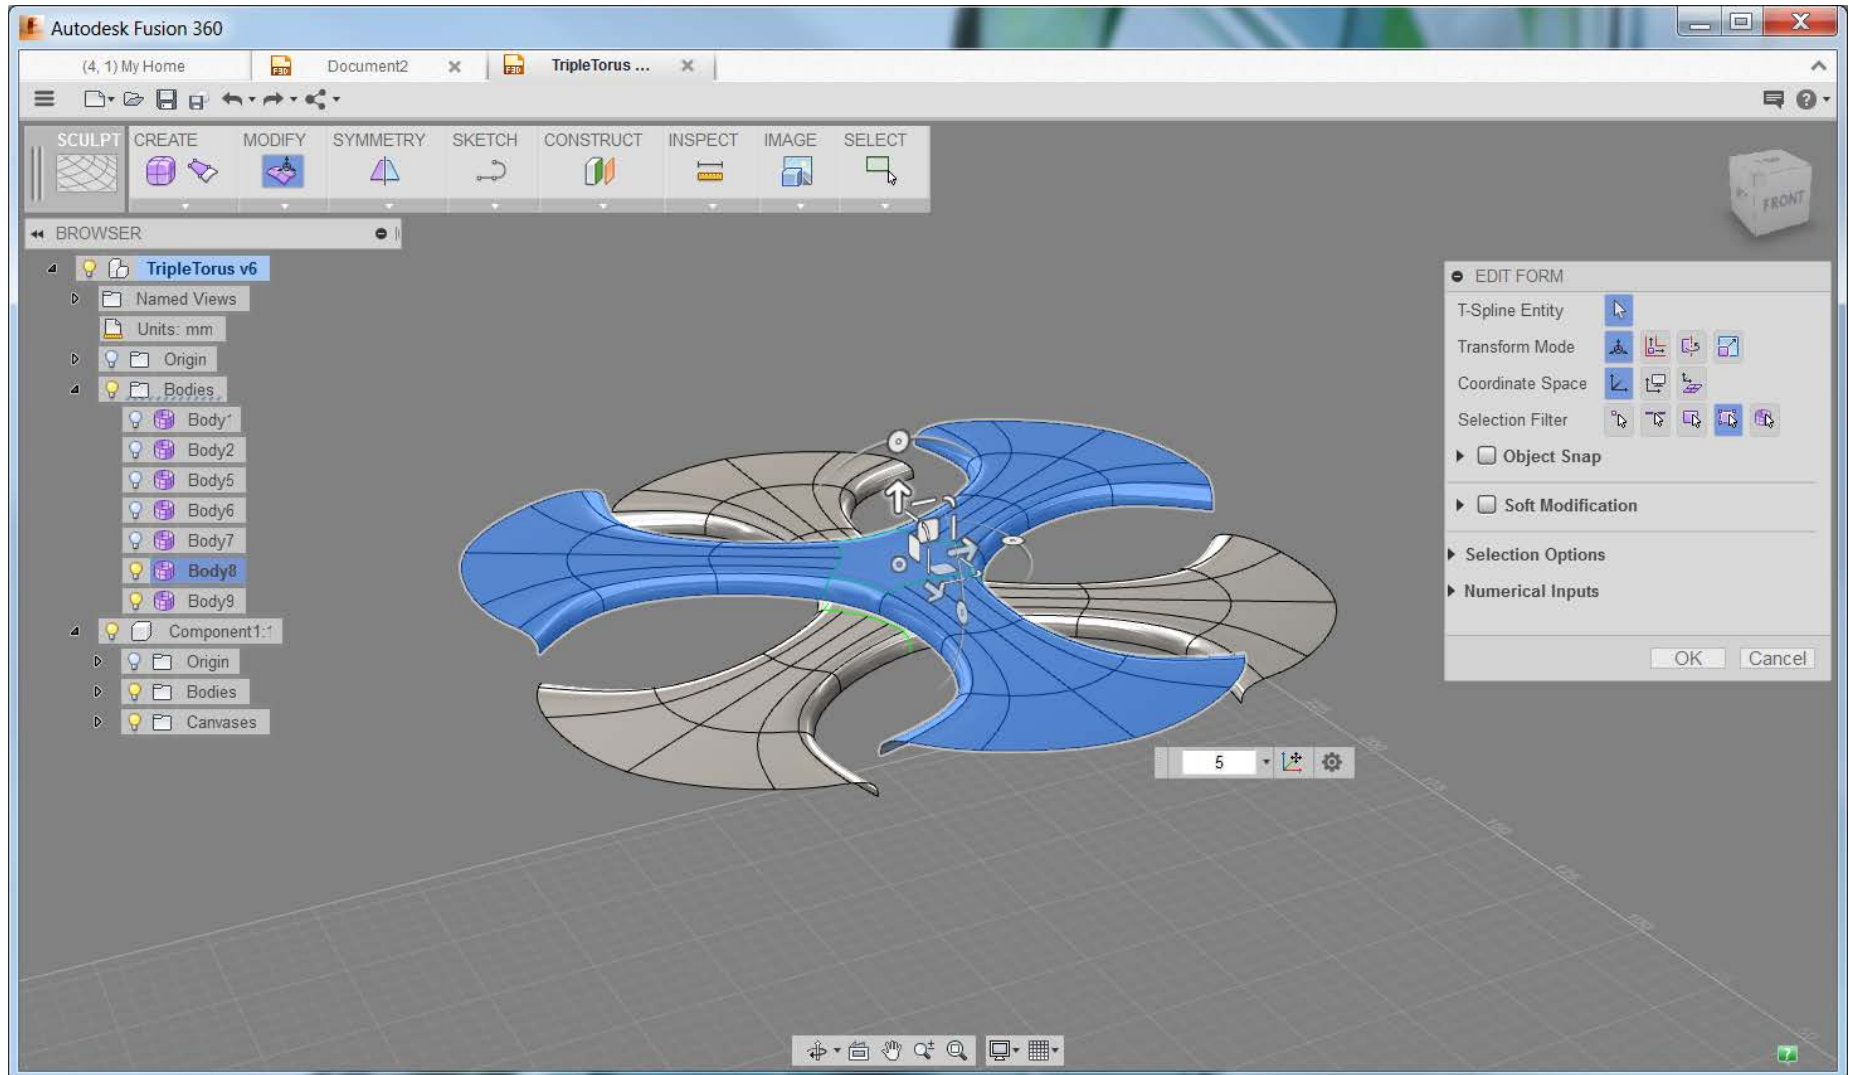 Autodesk Fusion 360
(4, 1) My Home
F3D
Document2
F3D
TripleTorus ...
SCULPT
CREATE
MODIFY
SYMMETRY
SKETCH
CONSTRUCT
INSPECT
IMAGE
SELECT
BROWSER
TripleTorus v6
Named Views
Units: mm
Origin
Bodies
Body1
Body2
Body5
Body6
Body7
Body8
Body9
Component1:1
Origin
Bodies
Canvases
FRONT
EDIT FORM
T-Spline Entity
Transform Mode
Coordinate Space
Selection Filter
Object Snap
Soft Modification
Selection Options
Numerical Inputs
OK Cancel
5